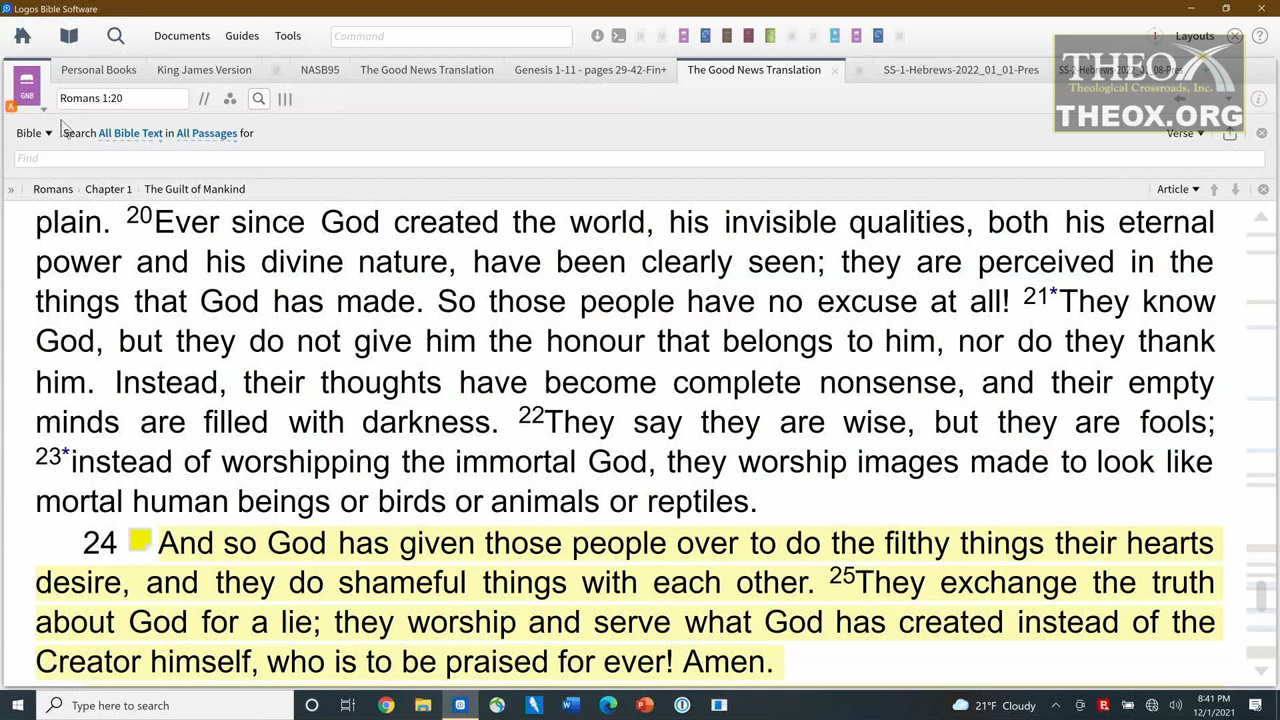 Logos Bible Software
Documents Guides Tools Command Layouts
Personal Books King James Version NASB95 Translation Genesis 1-11 - pages 29-42-Fin+ The Good News Translation SS-1-Hebrews-2022_01_01-Pres
GNB
A
Romans 1:20
THEOX
Theological Crossroads, Inc.
THEOX.ORG
Bible Search All Bible Text in All Passages for Verse
Find
» Romans Chapter 1 The Guilt of Mankind Article
plain. 20Ever since God created the world, his invisible qualities, both his eternal
power and his divine nature, have been clearly seen; they are perceived in the
things that God has made. So those people have no excuse at all! 21*They know
God, but they do not give him the honour that belongs to him, nor do they thank
him. Instead, their thoughts have become complete nonsense, and their empty
minds are filled with darkness. 22They say they are wise, but they are fools;
23*instead of worshipping the immortal God, they worship images made to look like
mortal human beings or birds or animals or reptiles.
24 And so God has given those people over to do the filthy things their hearts
desire, and they do shameful things with each other. 25They exchange the truth
about God for a lie; they worship and serve what God has created instead of the
Creator himself, who is to be praised for ever! Amen.
Type here to search 21°F Cloudy 8:41 PM
12/1/2021